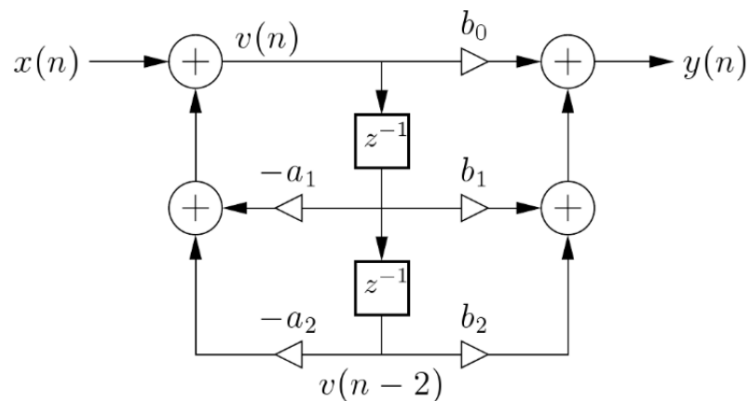 x(n) v(n) b₀ y(n)
z⁻¹
−a₁ b₁
z⁻¹
−a₂ b₂
v(n − 2)